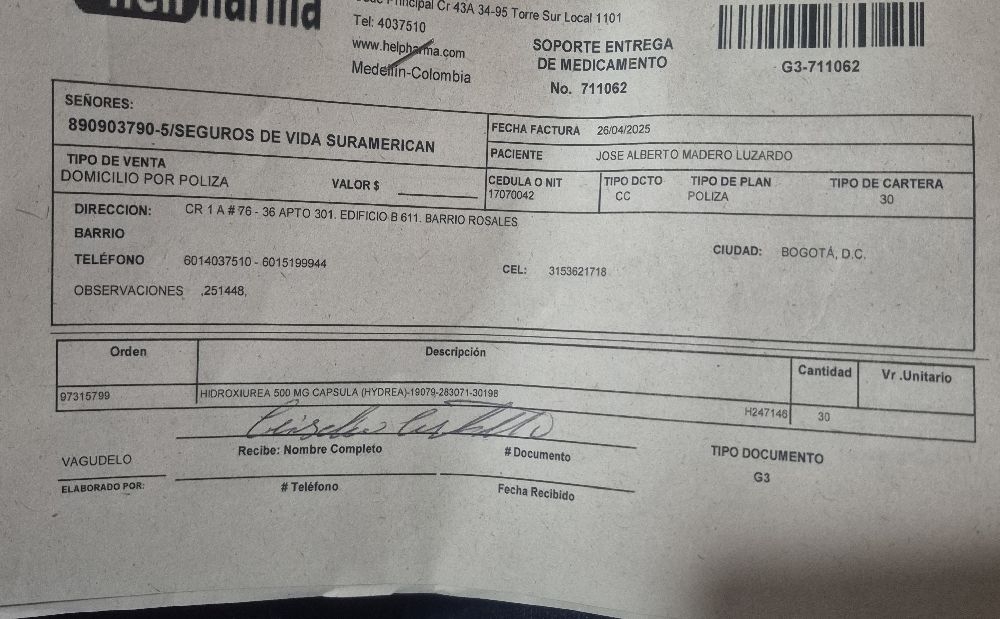 helpharma
Principal Cr 43A 34-95 Torre Sur Local 1101
Tel: 4037510
www.helpharma.com
Medellín-Colombia
SOPORTE ENTREGA
DE MEDICAMENTO
No. 711062
G3-711062
SEÑORES:
890903790-5/SEGUROS DE VIDA SURAMERICAN
FECHA FACTURA 26/04/2025
PACIENTE JOSE ALBERTO MADERO LUZARDO
TIPO DE VENTA
DOMICILIO POR POLIZA
VALOR $
CEDULA O NIT
17070042
TIPO DCTO
CC
TIPO DE PLAN
POLIZA
TIPO DE CARTERA
30
DIRECCION: CR 1 A # 76 - 36 APTO 301. EDIFICIO B 611. BARRIO ROSALES
BARRIO
CIUDAD: BOGOTÁ, D.C.
TELÉFONO 6014037510 - 6015199944
CEL: 3153621718
OBSERVACIONES ,251448,
Orden Descripción Cantidad Vr .Unitario
97315799 HIDROXIUREA 500 MG CAPSULA (HYDREA)-19079-283071-30198 H247146 30
Recibe: Nombre Completo # Documento
TIPO DOCUMENTO
G3
VAGUDELO
ELABORADO POR:
# Teléfono Fecha Recibido